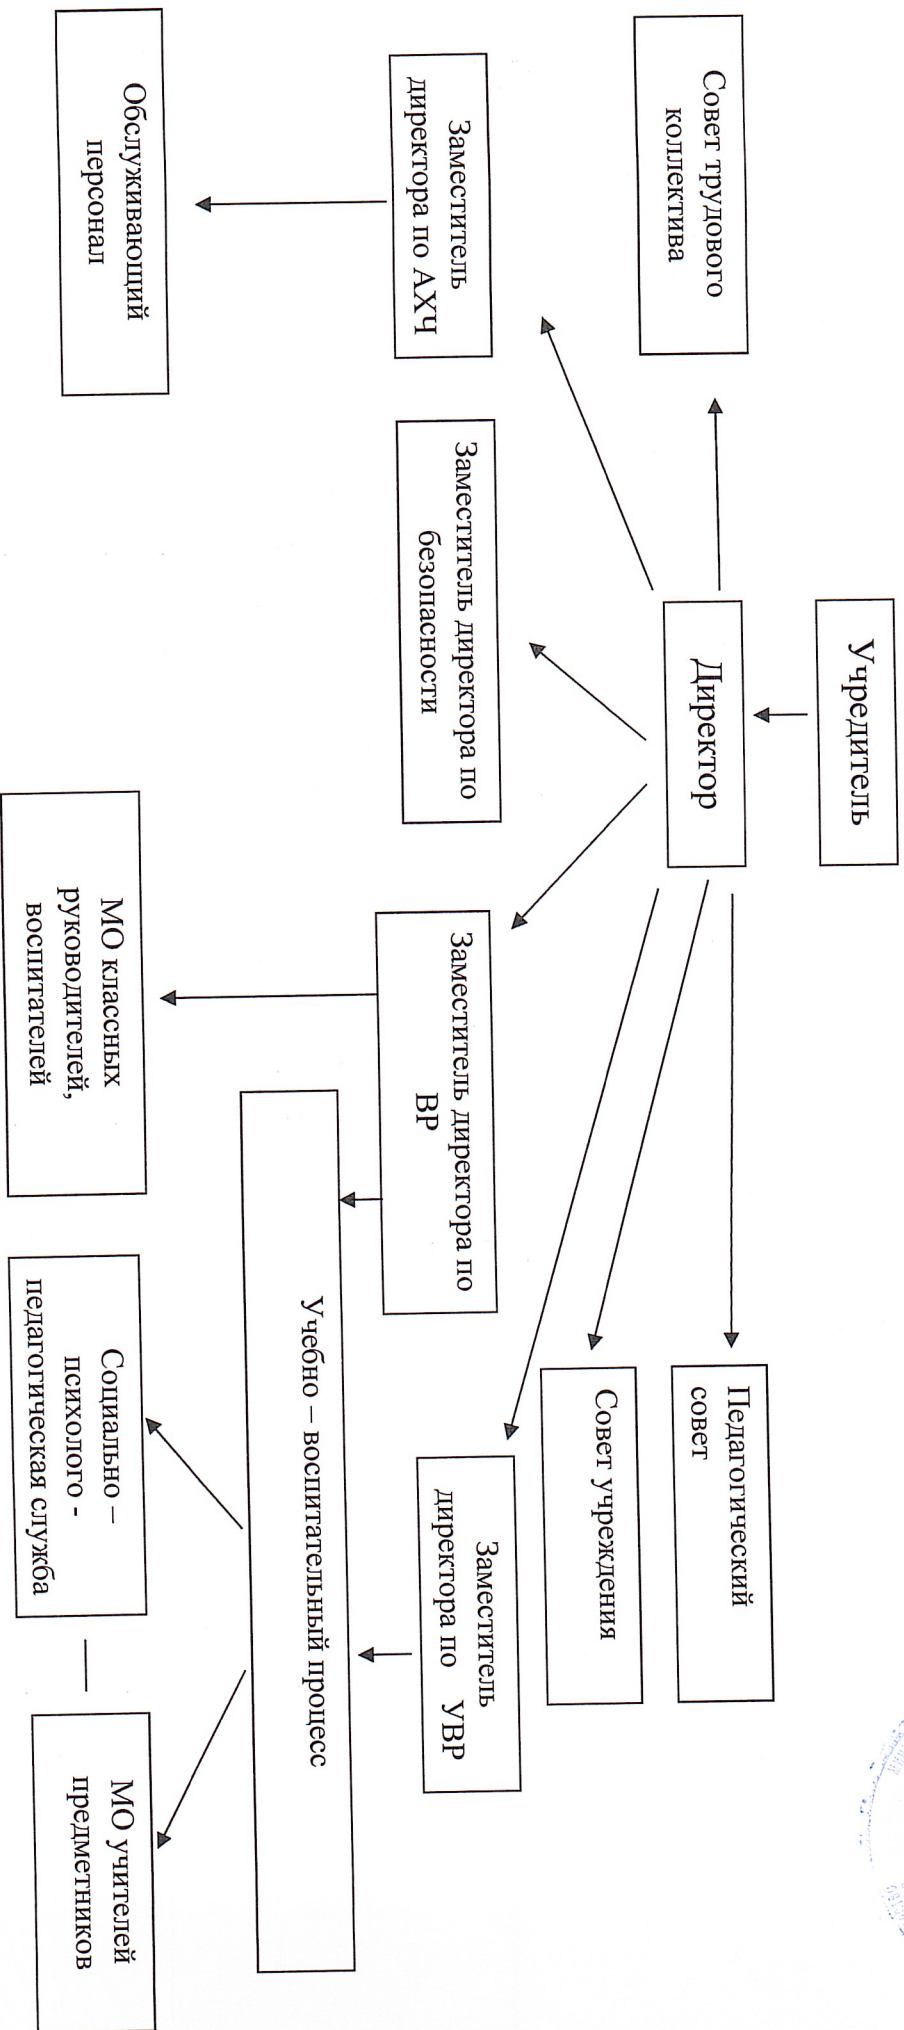 Учредитель
Директор
Совет трудового
коллектива
Педагогический
совет
Совет учреждения
Заместитель
директора по АХЧ
Заместитель директора по
безопасности
Заместитель директора по
ВР
Заместитель
директора по УВР
Учебно – воспитательный процесс
Обслуживающий
персонал
МО классных
руководителей,
воспитателей
Социально –
психолого -
педагогическая служба
МО учителей
предметников